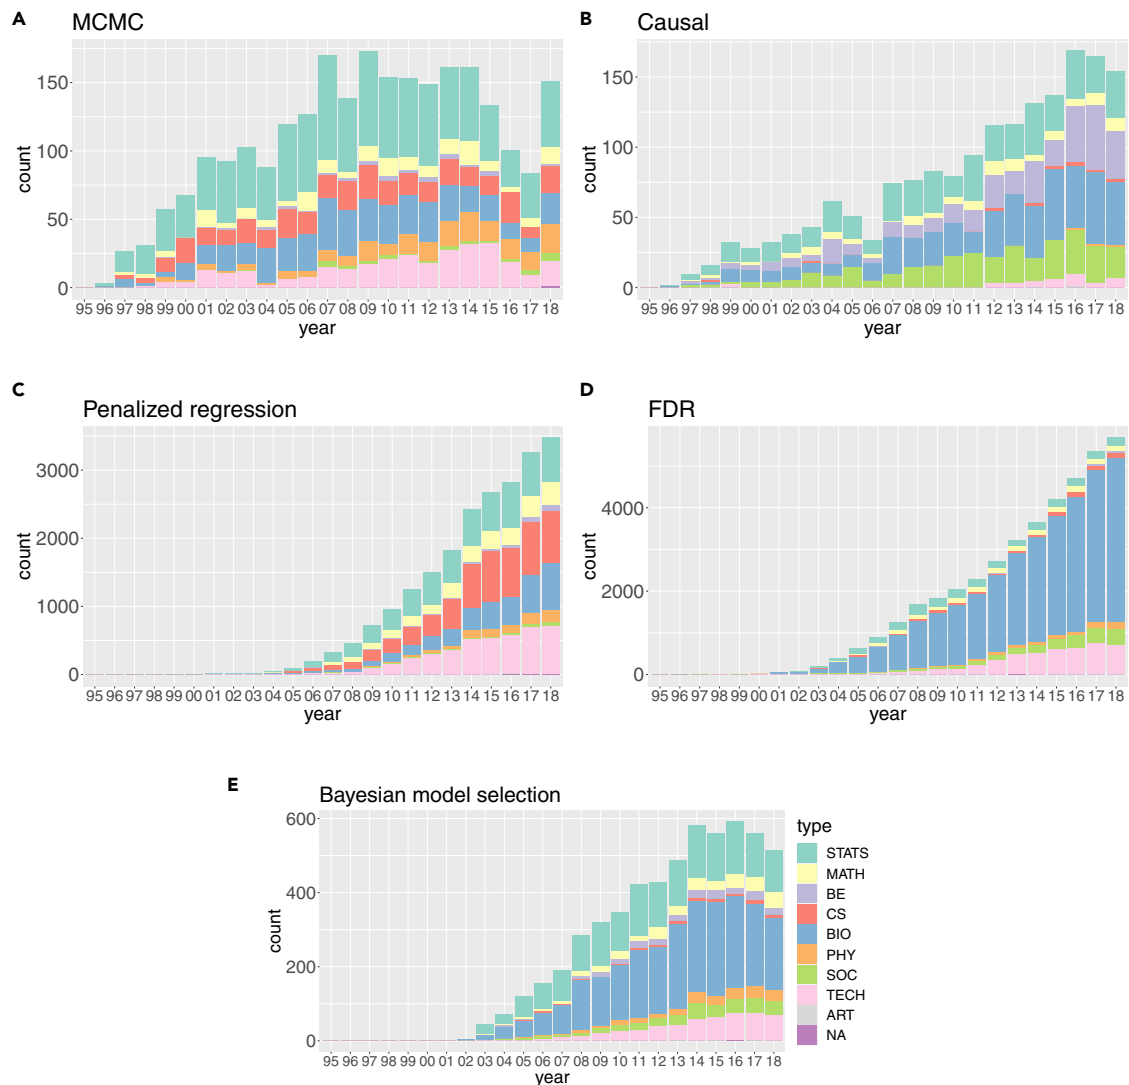 A
MCMC
150
100
50
0
count
95 96 97 98 99 00 01 02 03 04 05 06 07 08 09 10 11 12 13 14 15 16 17 18
year
B
Causal
150
100
50
0
count
95 96 97 98 99 00 01 02 03 04 05 06 07 08 09 10 11 12 13 14 15 16 17 18
year
C
Penalized regression
3000
2000
1000
0
count
95 96 97 98 99 00 01 02 03 04 05 06 07 08 09 10 11 12 13 14 15 16 17 18
year
D
FDR
4000
2000
0
count
95 96 97 98 99 00 01 02 03 04 05 06 07 08 09 10 11 12 13 14 15 16 17 18
year
E
Bayesian model selection
600
400
200
0
count
95 96 97 98 99 00 01 02 03 04 05 06 07 08 09 10 11 12 13 14 15 16 17 18
year
type
STATS
MATH
BE
CS
BIO
PHY
SOC
TECH
ART
NA